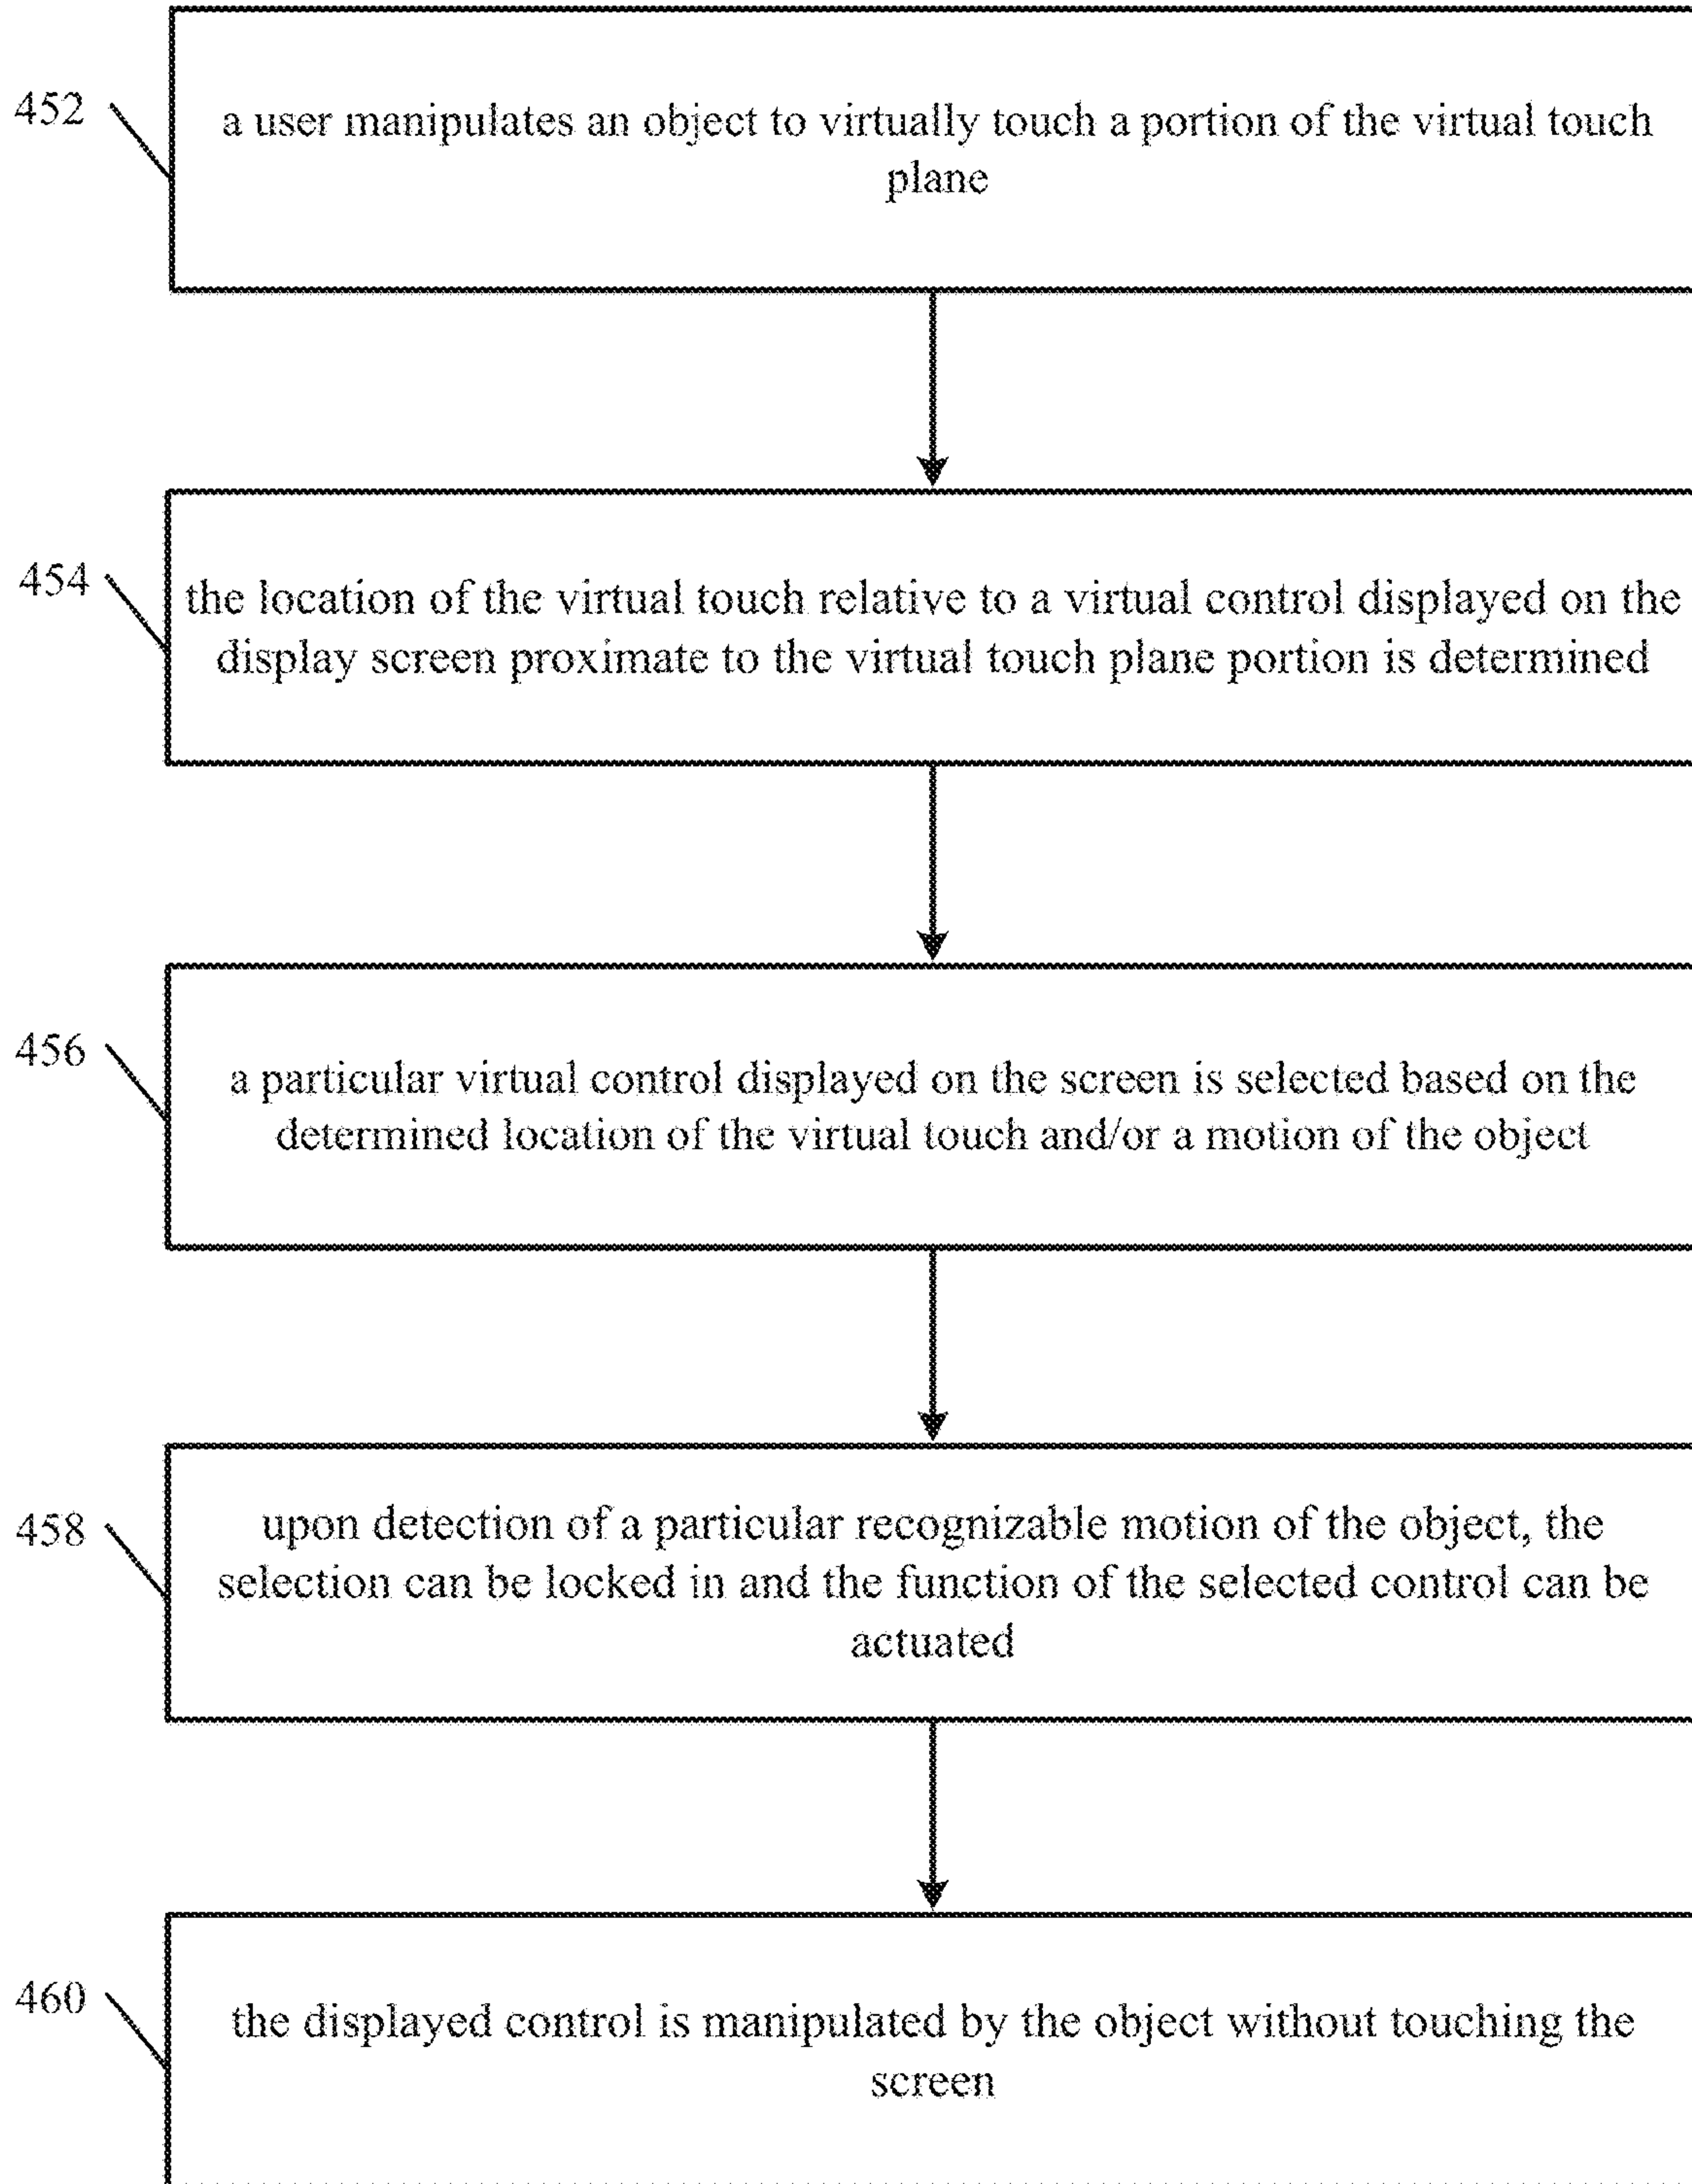 452
a user manipulates an object to virtually touch a portion of the virtual touch
plane
454
the location of the virtual touch relative to a virtual control displayed on the
display screen proximate to the virtual touch plane portion is determined
456
a particular virtual control displayed on the screen is selected based on the
determined location of the virtual touch and/or a motion of the object
458
upon detection of a particular recognizable motion of the object, the
selection can be locked in and the function of the selected control can be
actuated
460
the displayed control is manipulated by the object without touching the
screen